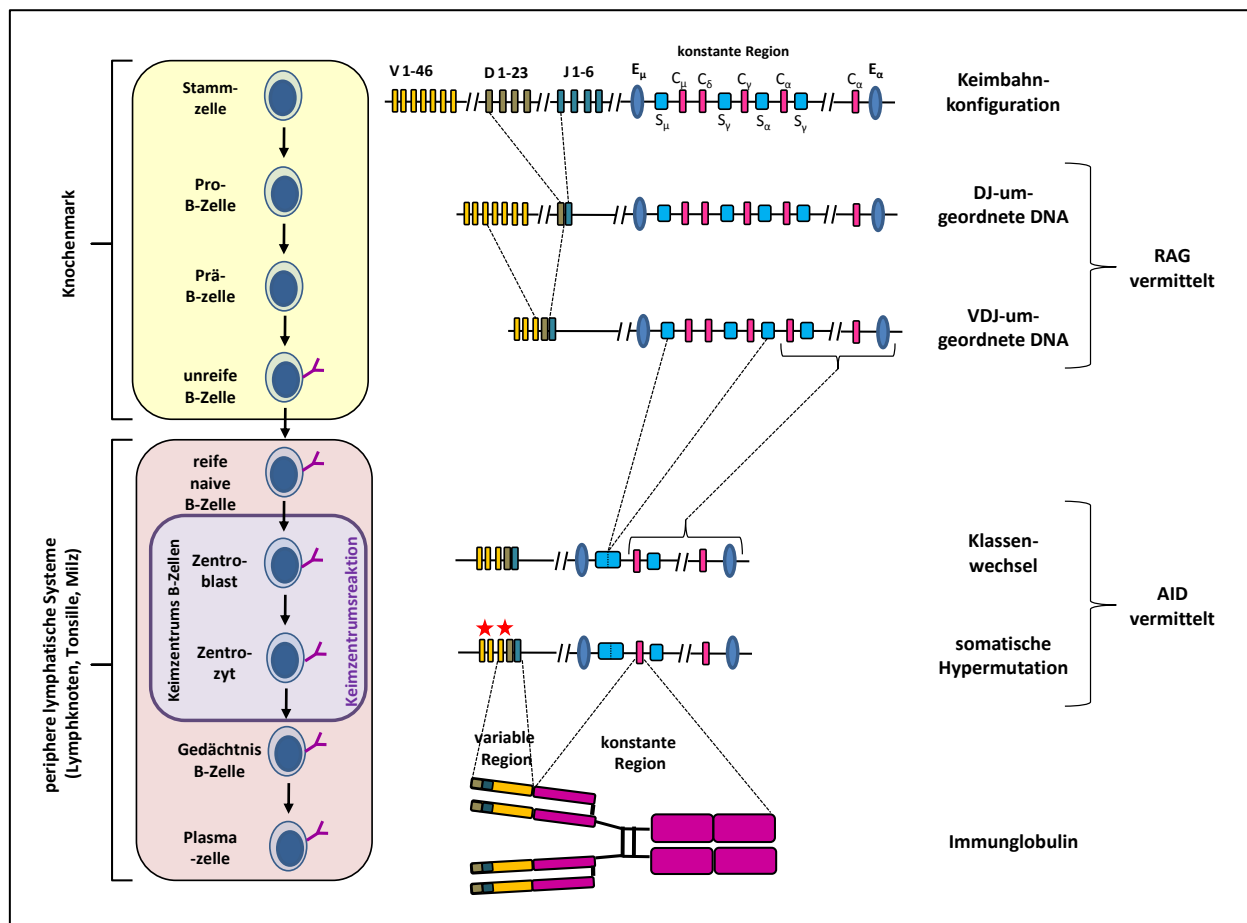 konstante Region
V 1-46
D 1-23
J 1-6
Eμ
Cμ
Cδ
Cγ
Cα
Cα
Eα
Sμ
Sγ
Sα
Sγ
Keimbahn-
konfiguration
Stamm-
zelle
Pro-
B-Zelle
DJ-um-
geordnete DNA
Prä-
B-zelle
VDJ-um-
geordnete DNA
RAG
vermittelt
unreife
B-Zelle
Knochenmark
reife
naive
B-Zelle
Zentro-
blast
Klassen-
wechsel
Zentro-
zyt
somatische
Hypermutation
AID
vermittelt
Keimzentrums B-Zellen
Keimzentrumsreaktion
periphere lymphatische Systeme
(Lymphknoten, Tonsille, Milz)
Gedächtnis
B-Zelle
variable
Region
konstante
Region
Plasma
-zelle
Immunglobulin